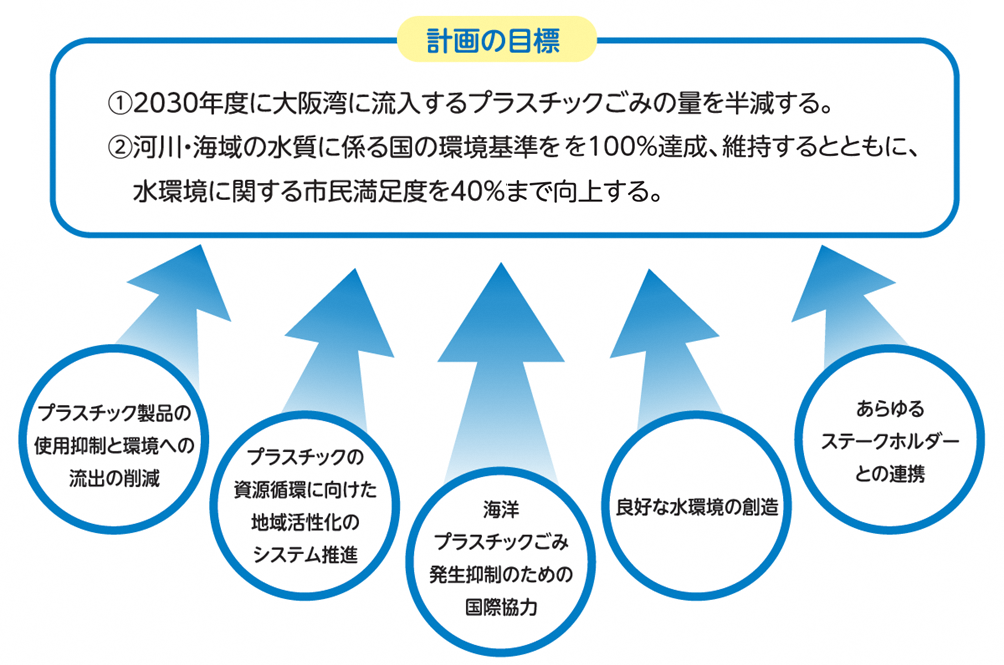 計画の目標
①2030年度に大阪湾に流入するプラスチックごみの量を半減する。
②河川・海域の水質に係る国の環境基準をを100%達成、維持するとともに、
水環境に関する市民満足度を40%まで向上する。
プラスチック製品の
使用抑制と環境への
流出の削減
プラスチックの
資源循環に向けた
地域活性化の
システム推進
海洋
プラスチックごみ
発生抑制のための
国際協力
良好な水環境の創造
あらゆる
ステークホルダー
との連携